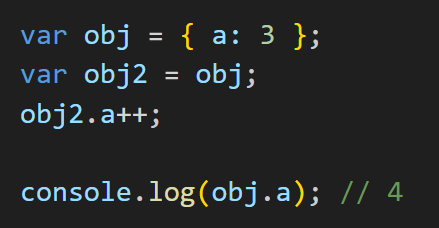 var obj = { a: 3 };
var obj2 = obj;
obj2.a++;
console.log(obj.a); // 4